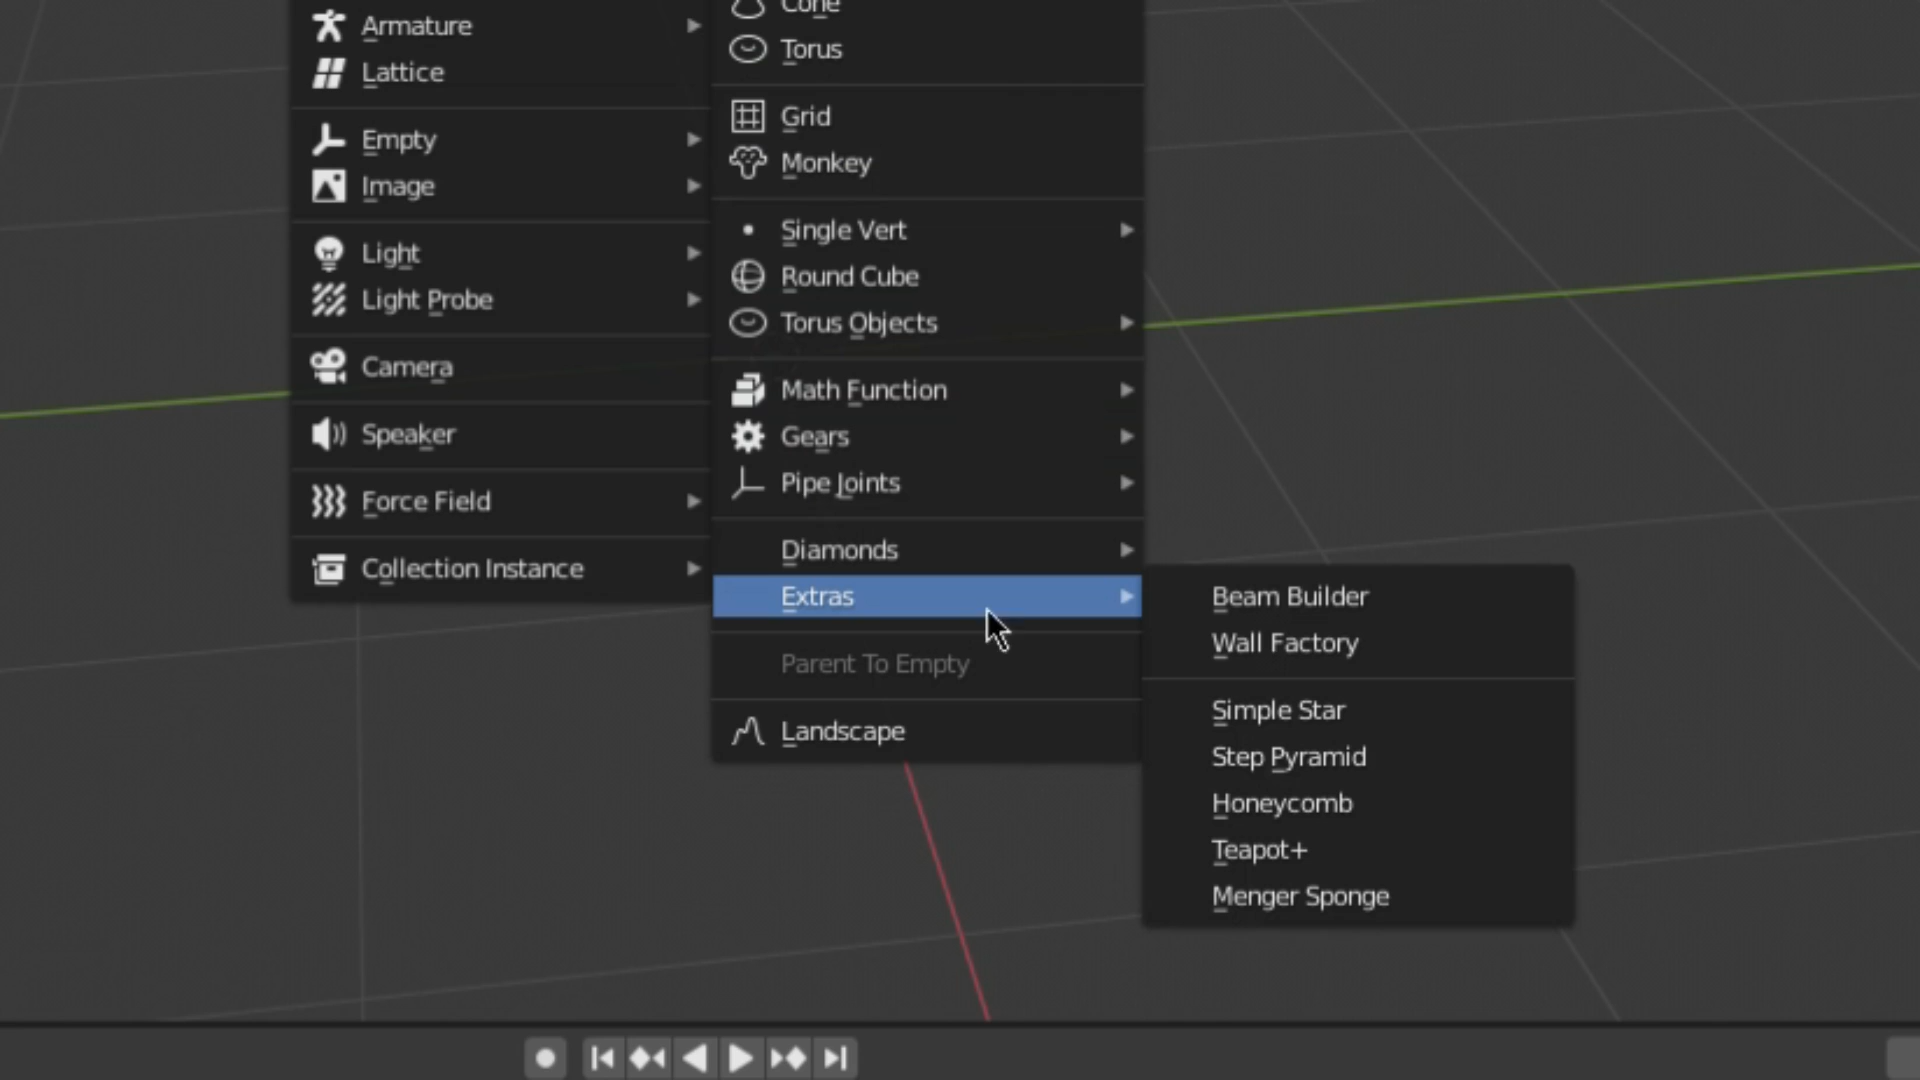 Armature
Lattice
Empty
Image
Light
Light Probe
Camera
Speaker
Force Field
Collection Instance
Cone
Torus
Grid
Monkey
Single Vert
Round Cube
Torus Objects
Math Function
Gears
Pipe Joints
Diamonds
Extras
Parent To Empty
Landscape
Beam Builder
Wall Factory
Simple Star
Step Pyramid
Honeycomb
Teapot+
Menger Sponge